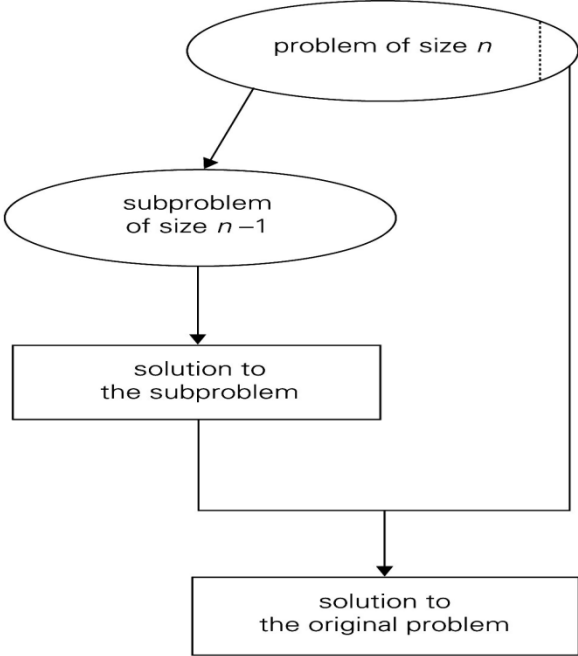 problem of size n
subproblem
of size n –1
solution to
the subproblem
solution to
the original problem